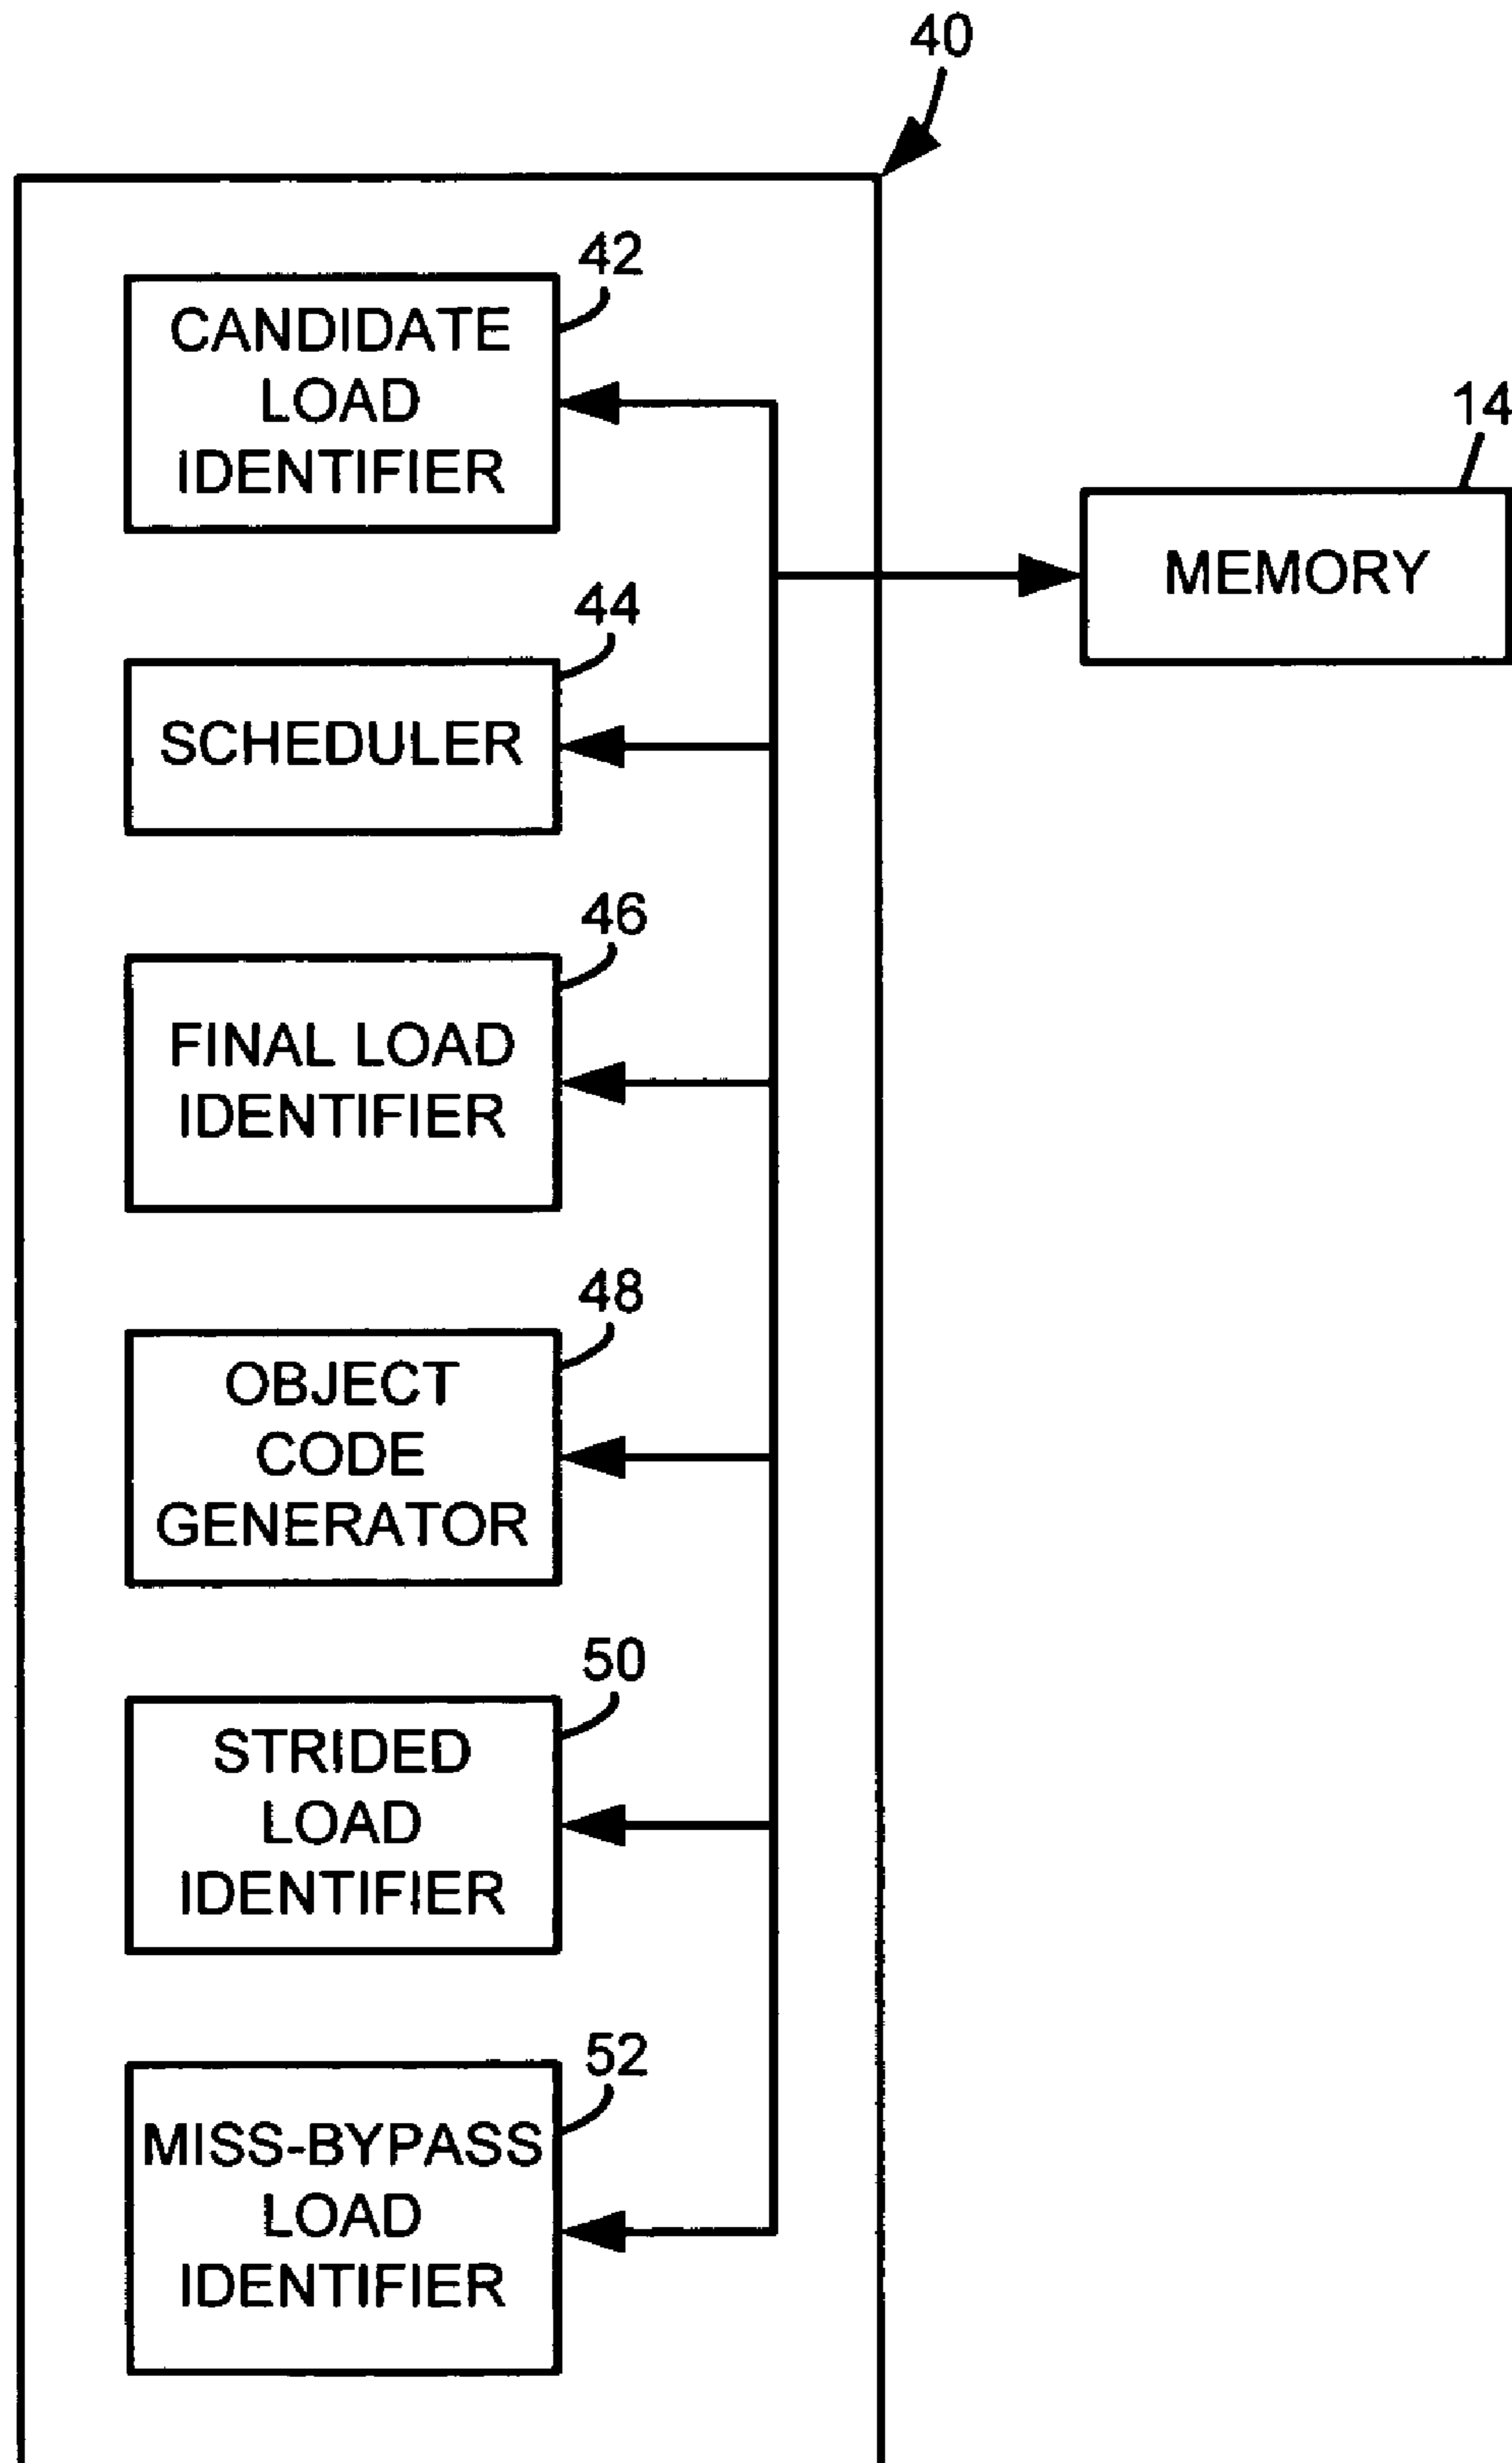 40
42
CANDIDATE
LOAD
IDENTIFIER
14
MEMORY
44
SCHEDULER
46
FINAL LOAD
IDENTIFIER
48
OBJECT
CODE
GENERATOR
50
STRIDED
LOAD
IDENTIFIER
52
MISS-BYPASS
LOAD
IDENTIFIER